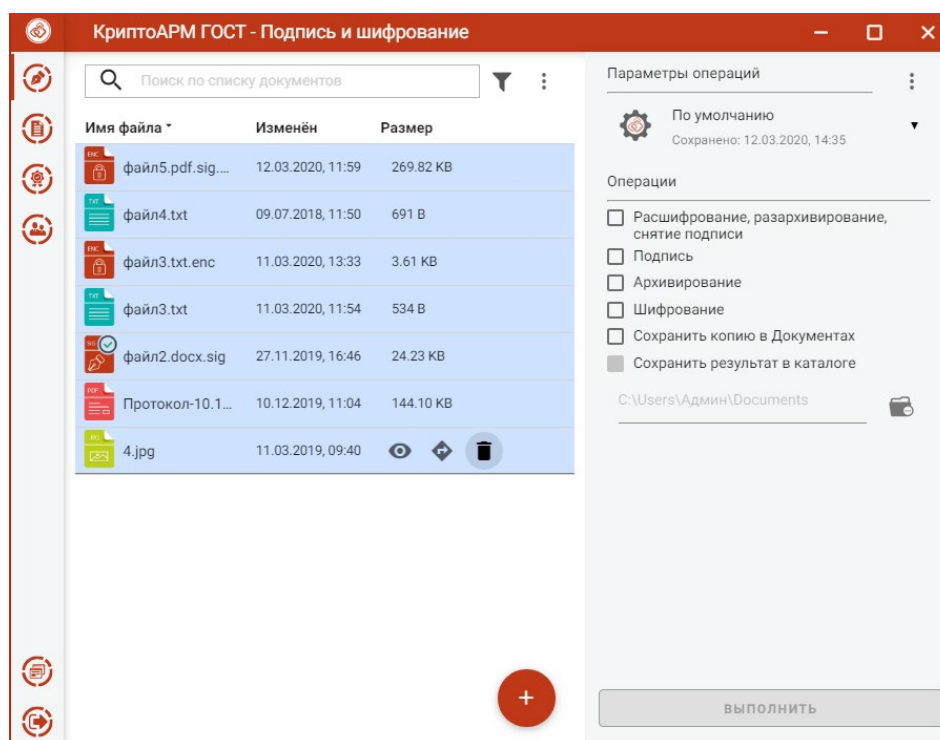 КриптоАРМ ГОСТ - Подпись и шифрование
Поиск по списку документов
Имя файла Изменён Размер
ENC файл5.pdf.sig.... 12.03.2020, 11:59 269.82 KB
TXT файл4.txt 09.07.2018, 11:50 691 B
ENC файл3.txt.enc 11.03.2020, 13:33 3.61 KB
TXT файл3.txt 11.03.2020, 11:54 534 B
SIG файл2.docx.sig 27.11.2019, 16:46 24.23 KB
PDF Протокол-10.1... 10.12.2019, 11:04 144.10 KB
JPG 4.jpg 11.03.2019, 09:40
Параметры операций
По умолчанию
Сохранено: 12.03.2020, 14:35
Операции
Расшифрование, разархивирование,
снятие подписи
Подпись
Архивирование
Шифрование
Сохранить копию в Документах
Сохранить результат в каталоге
C:\Users\Админ\Documents
ВЫПОЛНИТЬ